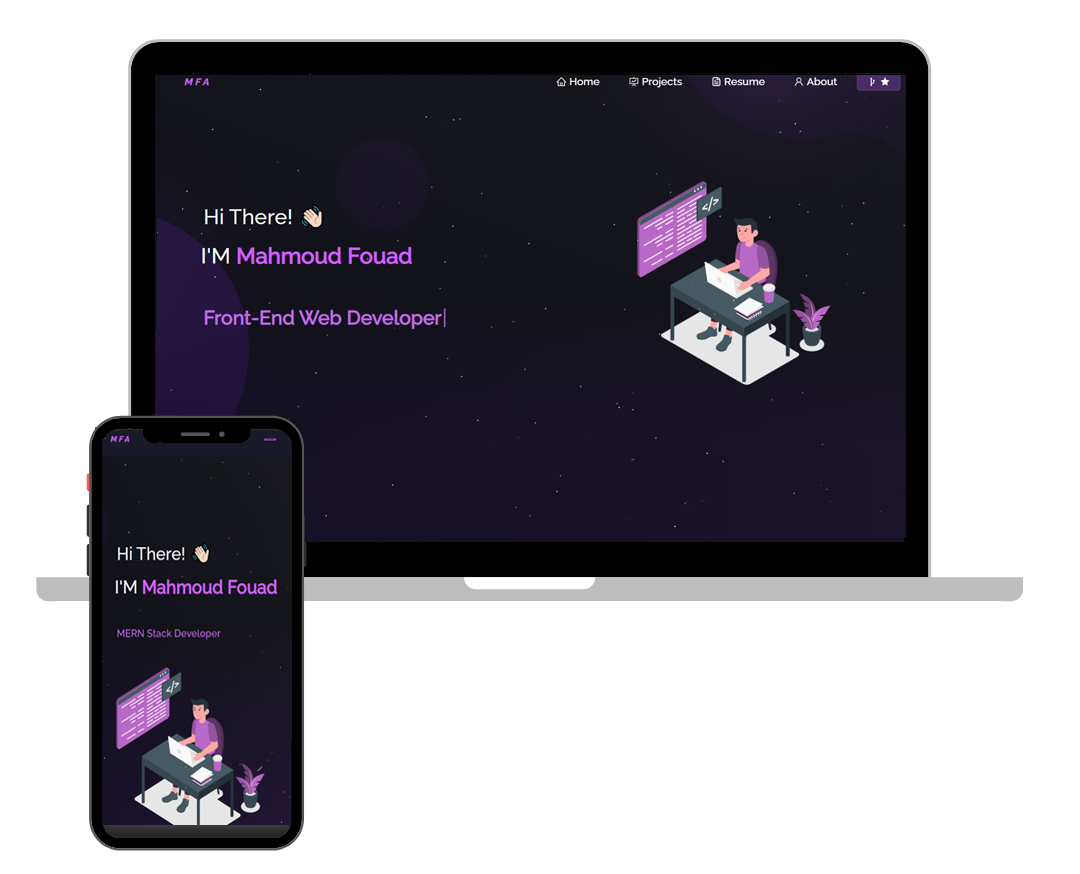 MFA
Home Projects Resume About
Hi There! 👋🏻
I'M Mahmoud Fouad
Front-End Web Developer|
</>
MFA
Hi There! 👋🏻
I'M Mahmoud Fouad
MERN Stack Developer
</>